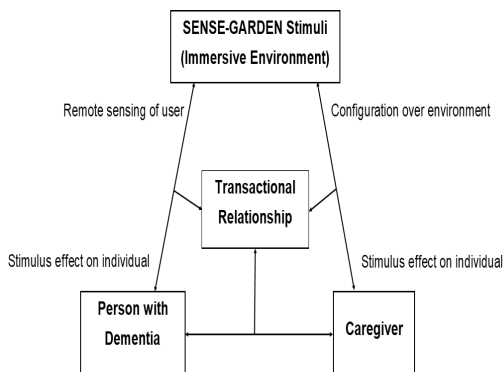 SENSE-GARDEN Stimuli
(Immersive Environment)
Remote sensing of user
Configuration over environment
Transactional
Relationship
Stimulus effect on individual
Stimulus effect on individual
Person with
Dementia
Caregiver